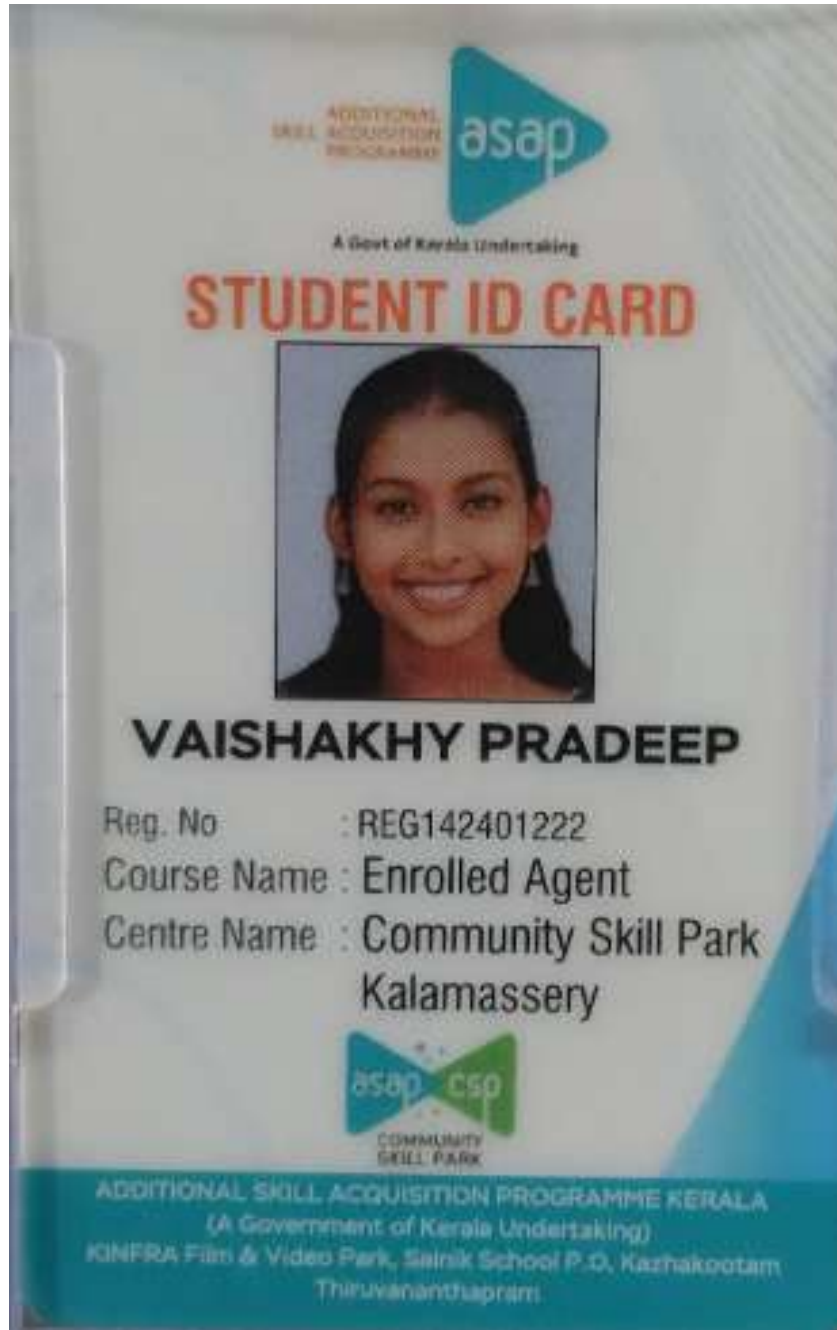 ADDITIONAL
SKILL ACQUISITION
PROGRAMME
asap
A Govt of Kerala Undertaking
STUDENT ID CARD
VAISHAKHY PRADEEP
Reg. No : REG142401222
Course Name : Enrolled Agent
Centre Name : Community Skill Park
Kalamassery
asap csp
COMMUNITY
SKILL PARK
ADDITIONAL SKILL ACQUISITION PROGRAMME KERALA
(A Government of Kerala Undertaking)
KINFRA Film & Video Park, Sainik School P.O, Kazhakootam
Thiruvananthapram